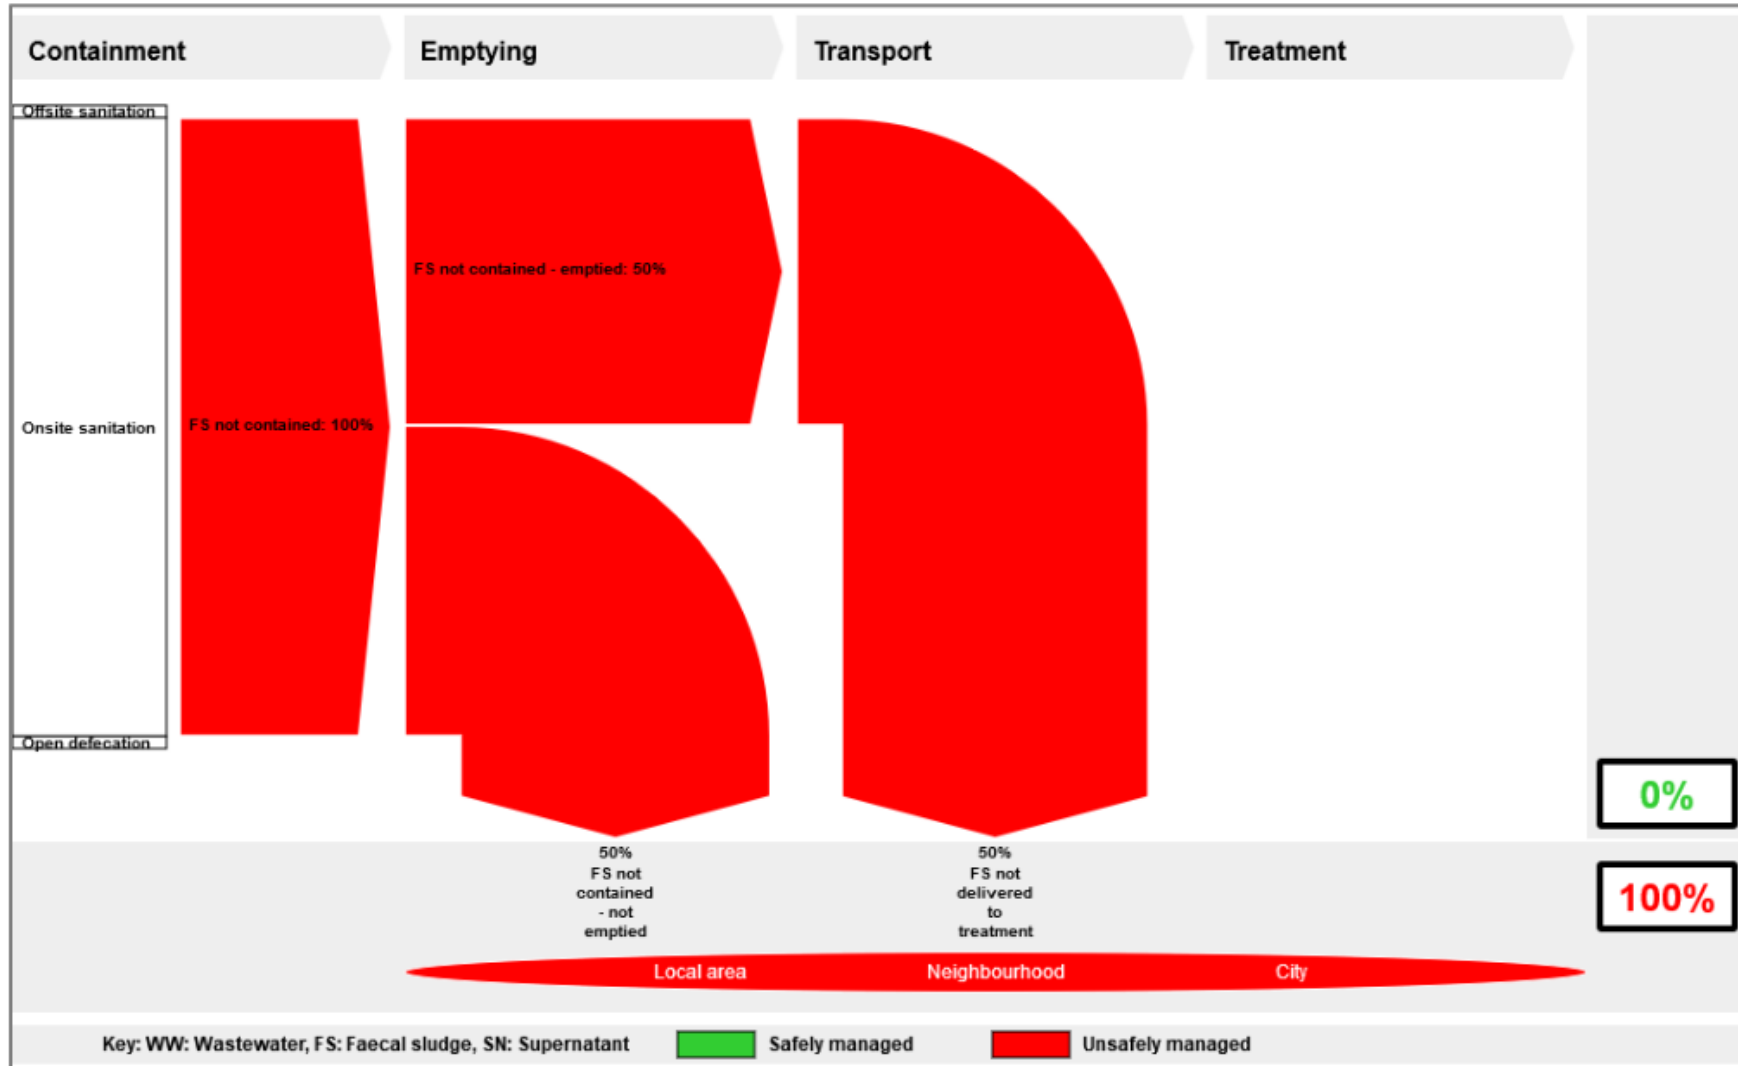 Containment
Emptying
Transport
Treatment
Offsite sanitation
Onsite sanitation
Open defecation
FS not contained: 100%
FS not contained - emptied: 50%
50%
FS not
contained
- not
emptied
50%
FS not
delivered
to
treatment
0%
100%
Local area
Neighbourhood
City
Key: WW: Wastewater, FS: Faecal sludge, SN: Supernatant
Safely managed
Unsafely managed